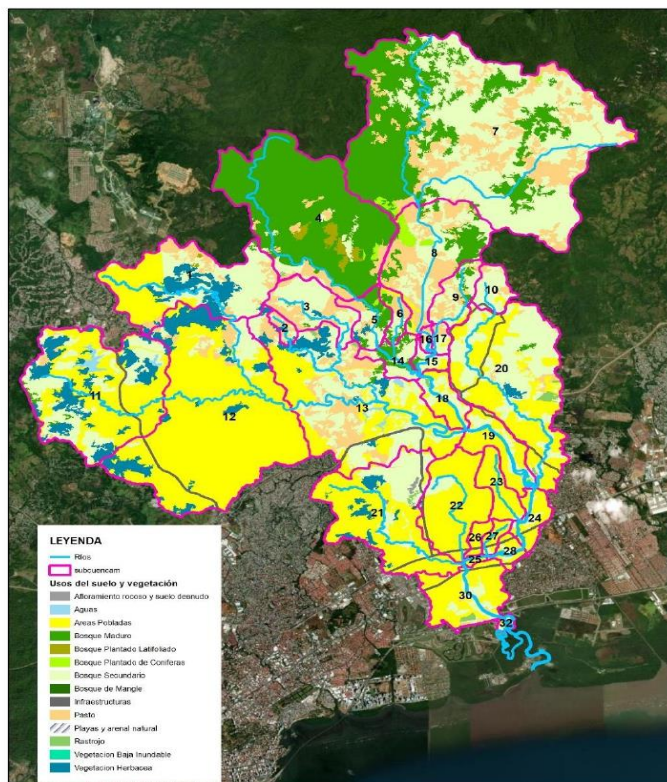 7
4
8
1
3
10
9
5
6
2
16
17
14
15
20
11
12
13
18
19
23
21
22
24
26
27
28
25
30
32
LEYENDA
Rios
subcuencam
Usos del suelo y vegetación
Afloramiento rocoso y suelo desnudo
Aguas
Areas Pobladas
Bosque Maduro
Bosque Plantado Latifoliado
Bosque Plantado de Coniferas
Bosque Secundario
Bosque de Mangle
Infraestructuras
Pasto
Playas y arenal natural
Rastrojo
Vegetacion Baja Inundable
Vegetacion Herbacea